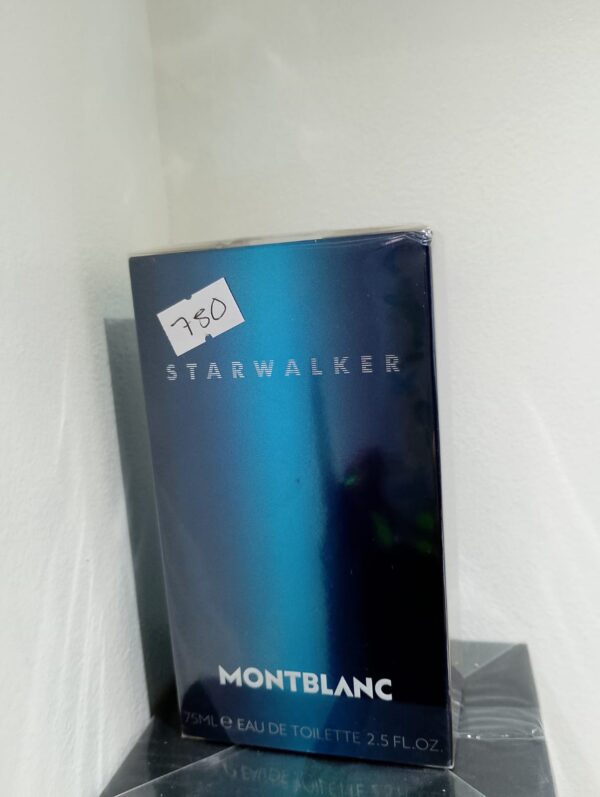 780
STARWALKER
MONTBLANC
75ML ℮ EAU DE TOILETTE 2.5 FL.OZ.